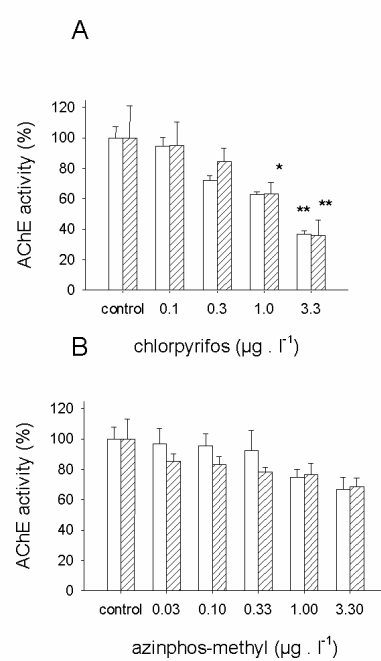 A
AChE activity (%)
120
100
80
60
40
20
0
*
** **
control 0.1 0.3 1.0 3.3
chlorpyrifos (µg . l⁻¹)
B
AChE activity (%)
120
100
80
60
40
20
0
control 0.03 0.10 0.33 1.00 3.30
azinphos-methyl (µg . l⁻¹)